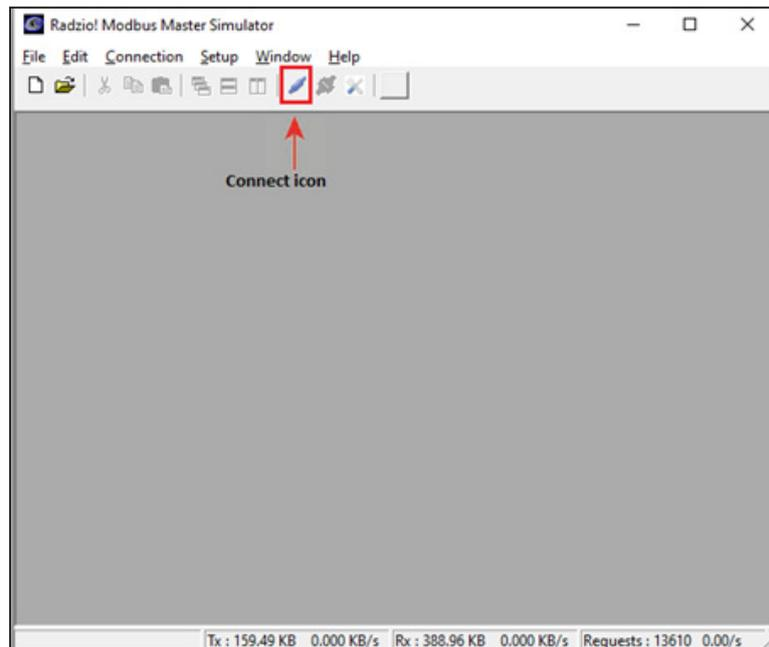 Radzio! Modbus Master Simulator
File Edit Connection Setup Window Help
Connect icon
Tx : 159.49 KB 0.000 KB/s Rx : 388.96 KB 0.000 KB/s Requests : 13610 0.00/s